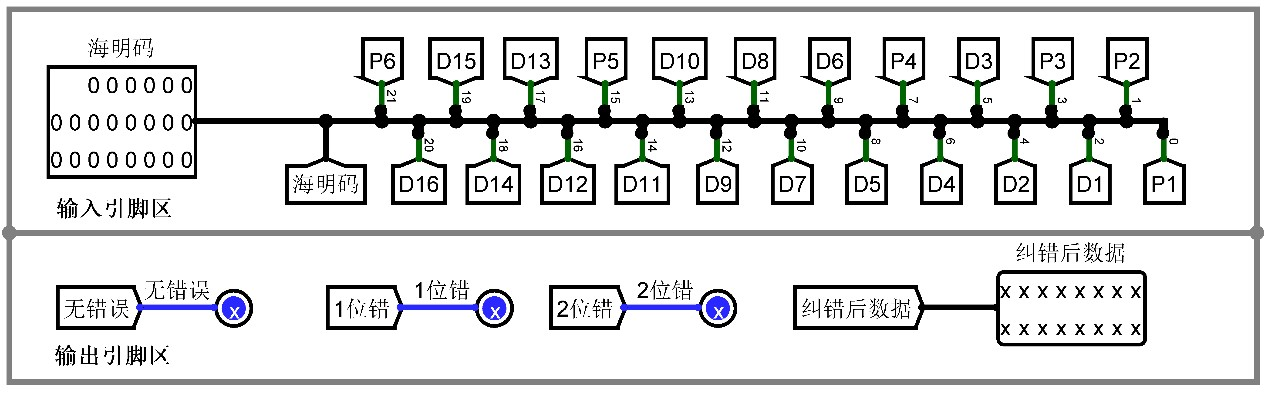 海明码
000000
00000000
00000000
输入引脚区
P6 D15 D13 P5 D10 D8 D6 P4 D3 P3 P2
21 19 17 15 13 11 9 7 5 3 1
20 18 16 14 12 10 8 6 4 2 0
海明码 D16 D14 D12 D11 D9 D7 D5 D4 D2 D1 P1
纠错后数据
无错误 无错误 x
1位错 1位错 x
2位错 2位错 x
纠错后数据
x x x x x x x x
x x x x x x x x
输出引脚区